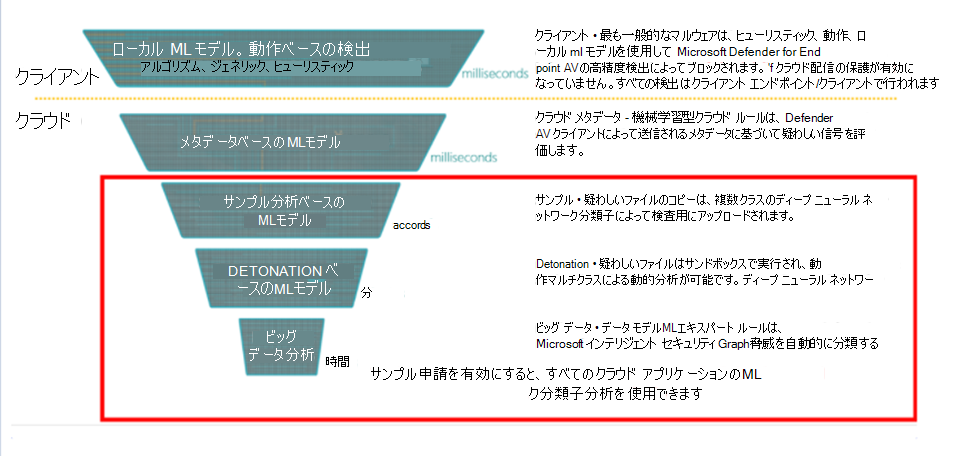 ローカル MLモデル。動作ベースの検出
アルゴリズム、ジェネリック、ヒューリスティック
クライアント
milliseconds
クライアント・最も一般的なマルウェアは、ヒューリスティック、動作、ロ
ーカル mlモデルを使用して Microsoft Defender for End
point AVの高精度検出によってブロックされます。'fクラウド配信の保護が有効に
なっていません。すべての検出はクライアント エンドポイント/クライアントで行われます
クラウド
メタデータベースのMLモデル
milliseconds
クラウド メタデータ - 機械学習型クラウド ルールは、Defender
AVクライアントによって送信されるメタデータに基づいて疑わしい信号を評
価します。
サンプル分析ベースの
MLモデル
accords
サンプル・疑わしいファイルのコピーは、複数クラスのディープ ニューラル ネ
ットワーク分類子によって検査用にアップロードされます。
DETONATION ベ
ースのMLモデル
分
Detonation・疑わしいファイルはサンドボックスで実行され、動
作マルチクラスによる動的分析が可能です。ディープ ニューラル ネットワー
ビッグ
データ分析
時間
ビッグ データ・データ モデルMLエキスパート ルールは、
Microsoftインテリジェント セキュリティGraph脅威を自動的に分類する
サンプル申請を有効にすると、すべてのクラウド アプリケーションのML
ク分類子分析を使用できます